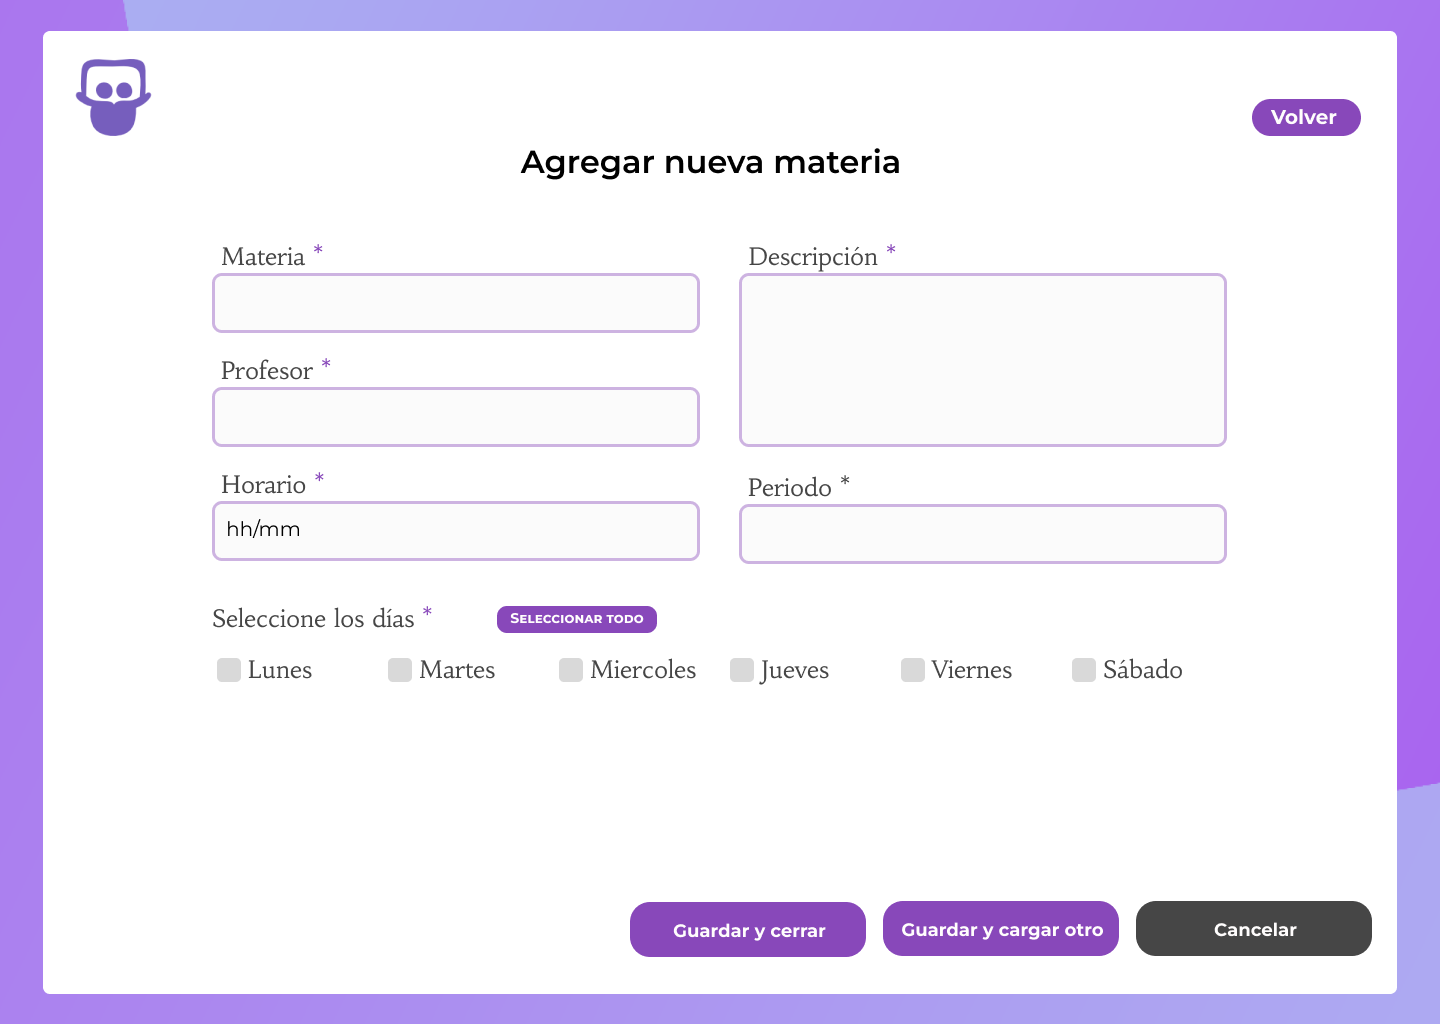 Volver
Agregar nueva materia
Materia *
Descripción *
Profesor *
Horario *
hh/mm
Periodo *
Seleccione los días *
SELECCIONAR TODO
Lunes Martes Miercoles Jueves Viernes Sábado
Guardar y cerrar
Guardar y cargar otro
Cancelar